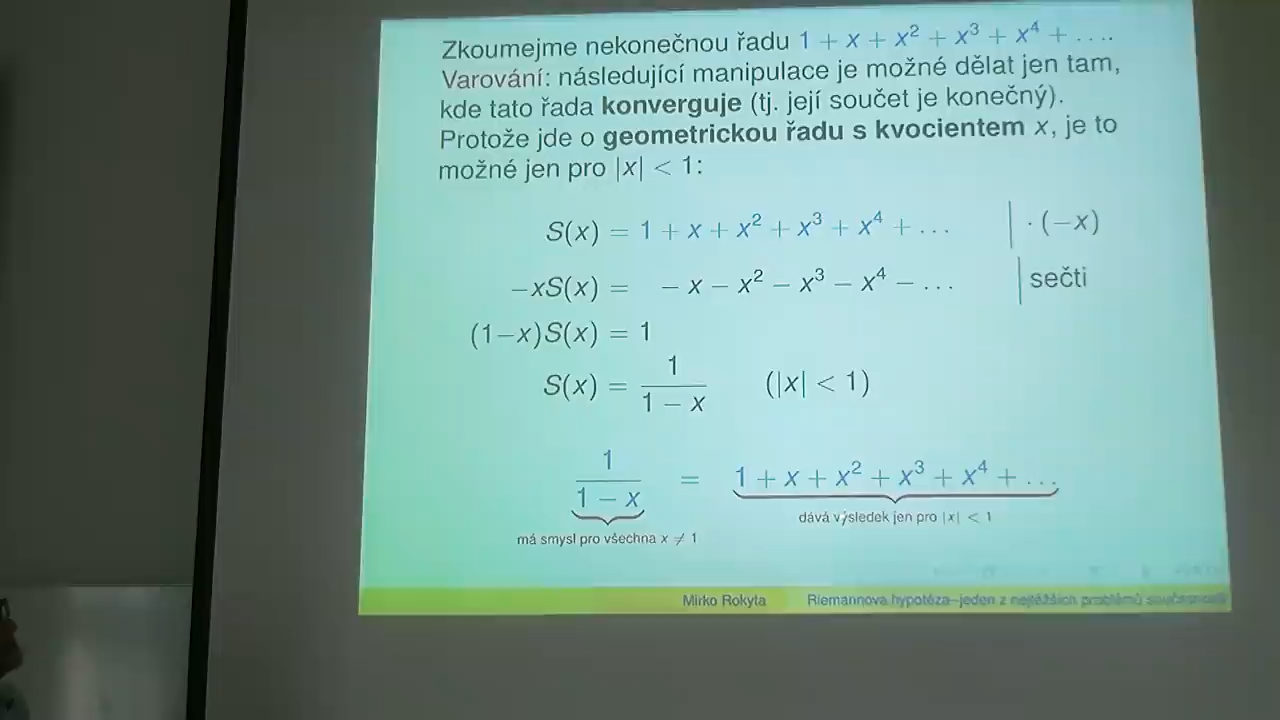 Zkoumejme nekonečnou řadu 1 + x + x² + x³ + x⁴ + ….
Varování: následující manipulace je možné dělat jen tam,
kde tato řada konverguje (tj. její součet je konečný).
Protože jde o geometrickou řadu s kvocientem x, je to
možné jen pro |x| < 1:
S(x) = 1 + x + x² + x³ + x⁴ + … | · (−x)
−xS(x) = − x − x² − x³ − x⁴ − … | sečti
(1−x)S(x) = 1
S(x) = 1/(1 − x) (|x| < 1)
1/(1 − x) = 1 + x + x² + x³ + x⁴ + …
dává výsledek jen pro |x| < 1
má smysl pro všechna x ≠ 1
Mirko Rokyta Riemannova hypotéza–jeden z nejtěžších problémů současnosti